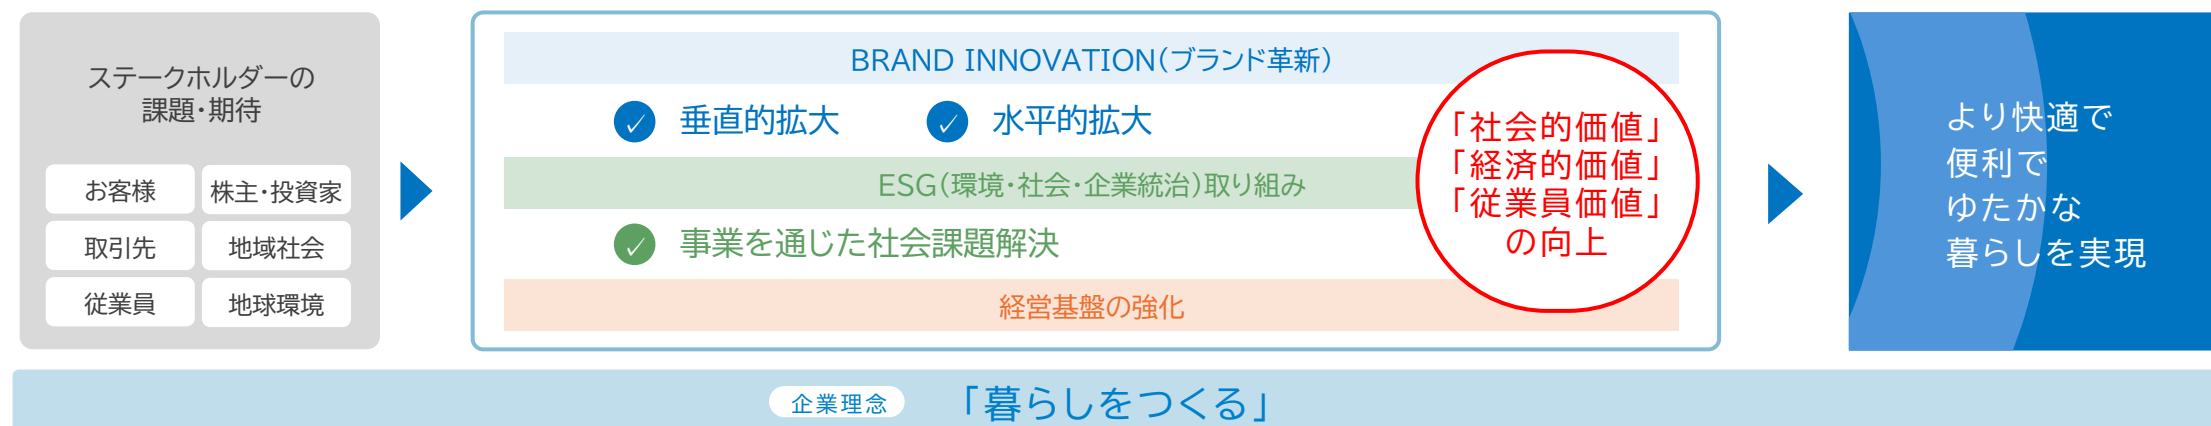 ステークホルダーの
課題・期待
お客様
株主・投資家
取引先
地域社会
従業員
地球環境
BRAND INNOVATION（ブランド革新）
✓ 垂直的拡大
✓ 水平的拡大
ESG（環境・社会・企業統治）取り組み
✓ 事業を通じた社会課題解決
経営基盤の強化
「社会的価値」
「経済的価値」
「従業員価値」
の向上
より快適で
便利で
ゆたかな
暮らしを実現
企業理念 「暮らしをつくる」